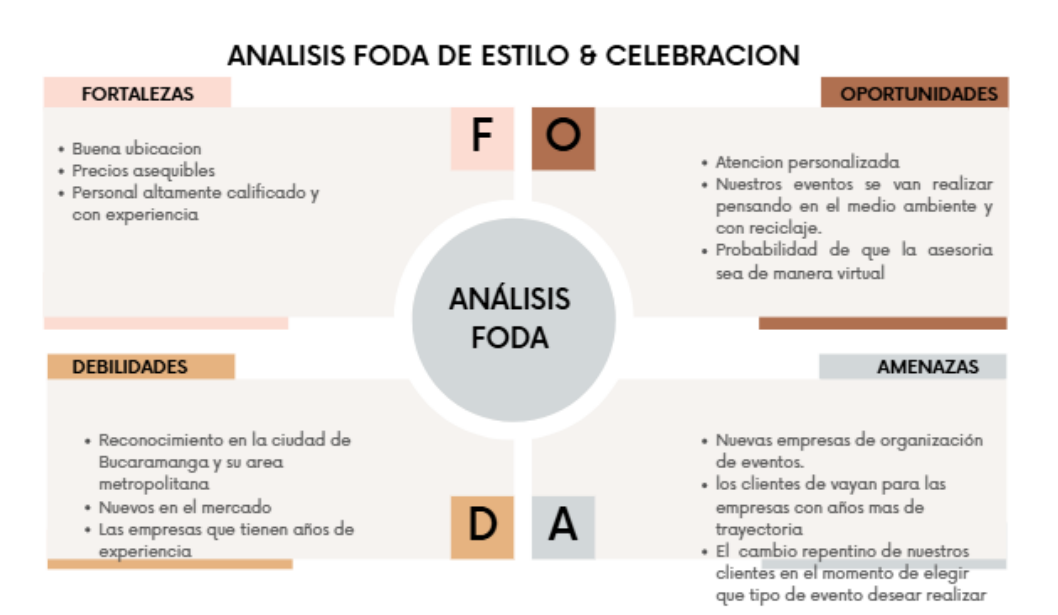 ANALISIS FODA DE ESTILO & CELEBRACION
FORTALEZAS
F
• Buena ubicacion
• Precios asequibles
• Personal altamente calificado y
con experiencia
OPORTUNIDADES
O
• Atencion personalizada
• Nuestros eventos se van realizar
pensando en el medio ambiente y
con reciclaje.
• Probabilidad de que la asesoria
sea de manera virtual
ANÁLISIS
FODA
DEBILIDADES
• Reconocimiento en la ciudad de
Bucaramanga y su area
metropolitana
• Nuevos en el mercado
• Las empresas que tienen años de
experiencia
D
AMENAZAS
A
• Nuevas empresas de organización
de eventos.
• los clientes de vayan para las
empresas con años mas de
trayectoria
• El cambio repentino de nuestros
clientes en el momento de elegir
que tipo de evento desear realizar